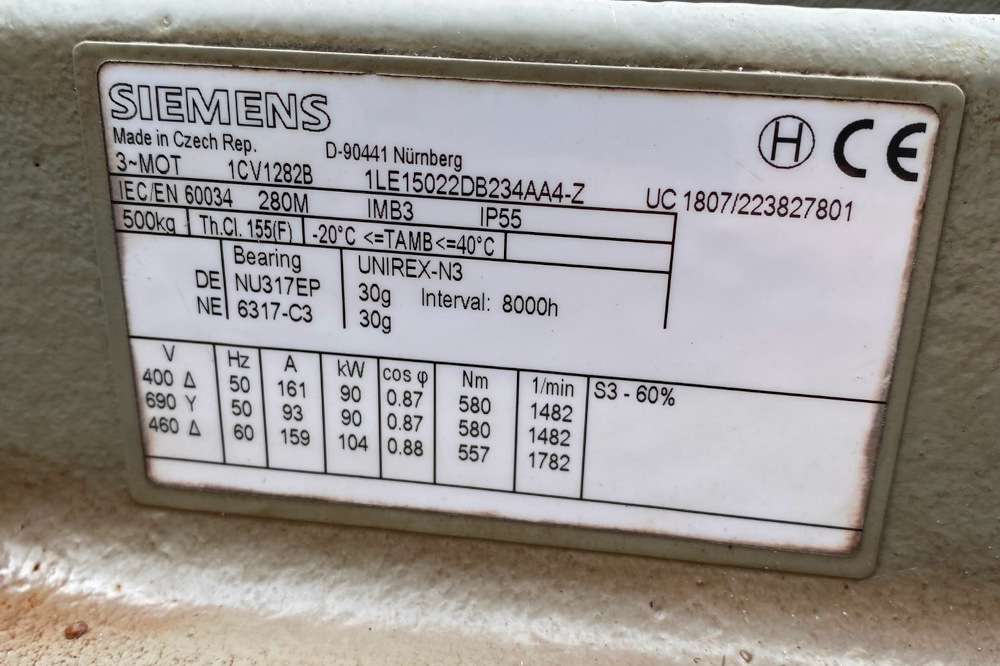 SIEMENS
H CE
Made in Czech Rep. D-90441 Nürnberg
3~MOT 1CV1282B 1LE15022DB234AA4-Z UC 1807/223827801
IEC/EN 60034 280M IMB3 IP55
500kg Th.Cl. 155(F) -20°C <=TAMB<=40°C
Bearing UNIREX-N3
DE NU317EP 30g Interval: 8000h
NE 6317-C3 30g
V Hz A kW cos φ Nm 1/min S3 - 60%
400 Δ 50 161 90 0.87 580 1482
690 Y 50 93 90 0.87 580 1482
460 Δ 60 159 104 0.88 557 1782